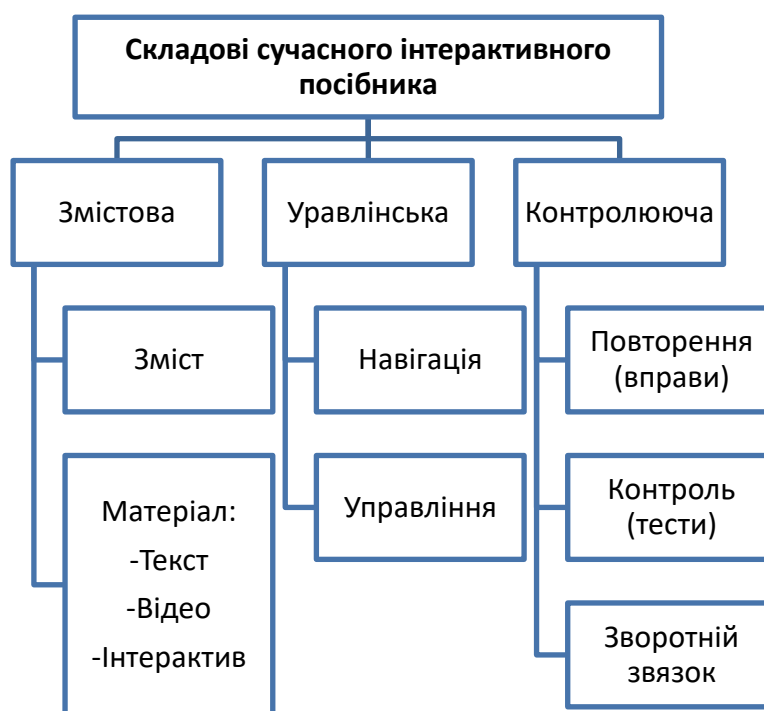 Складові сучасного інтерактивного
посібника
Змістова
Уравлінська
Контролююча
Зміст
Навігація
Повторення
(вправи)
Матеріал:
-Текст
-Відео
-Інтерактив
Управління
Контроль
(тести)
Зворотній
звязок